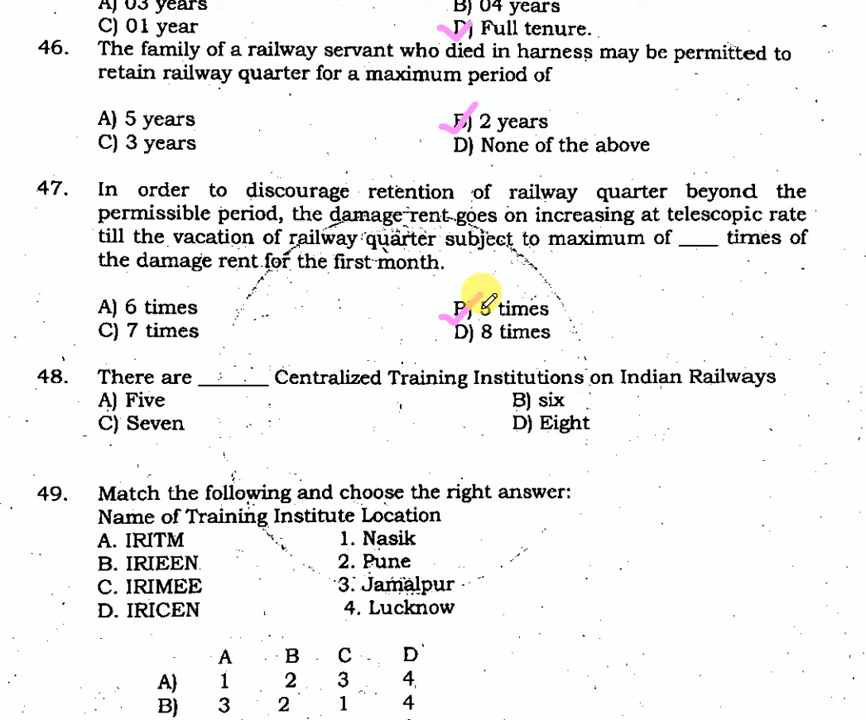 A) 03 years B) 04 years
C) 01 year D) Full tenure.
46. The family of a railway servant who died in harness may be permitted to
retain railway quarter for a maximum period of
A) 5 years B) 2 years
C) 3 years D) None of the above
47. In order to discourage retention of railway quarter beyond the
permissible period, the damage rent goes on increasing at telescopic rate
till the vacation of railway quarter subject to maximum of ___ times of
the damage rent for the first month.
A) 6 times B) times
C) 7 times D) 8 times
48. There are ______ Centralized Training Institutions on Indian Railways
A) Five B) six
C) Seven D) Eight
49. Match the following and choose the right answer:
Name of Training Institute Location
A. IRITM 1. Nasik
B. IRIEEN 2. Pune
C. IRIMEE 3. Jamalpur
D. IRICEN 4. Lucknow
A B C D
A) 1 2 3 4
B) 3 2 1 4